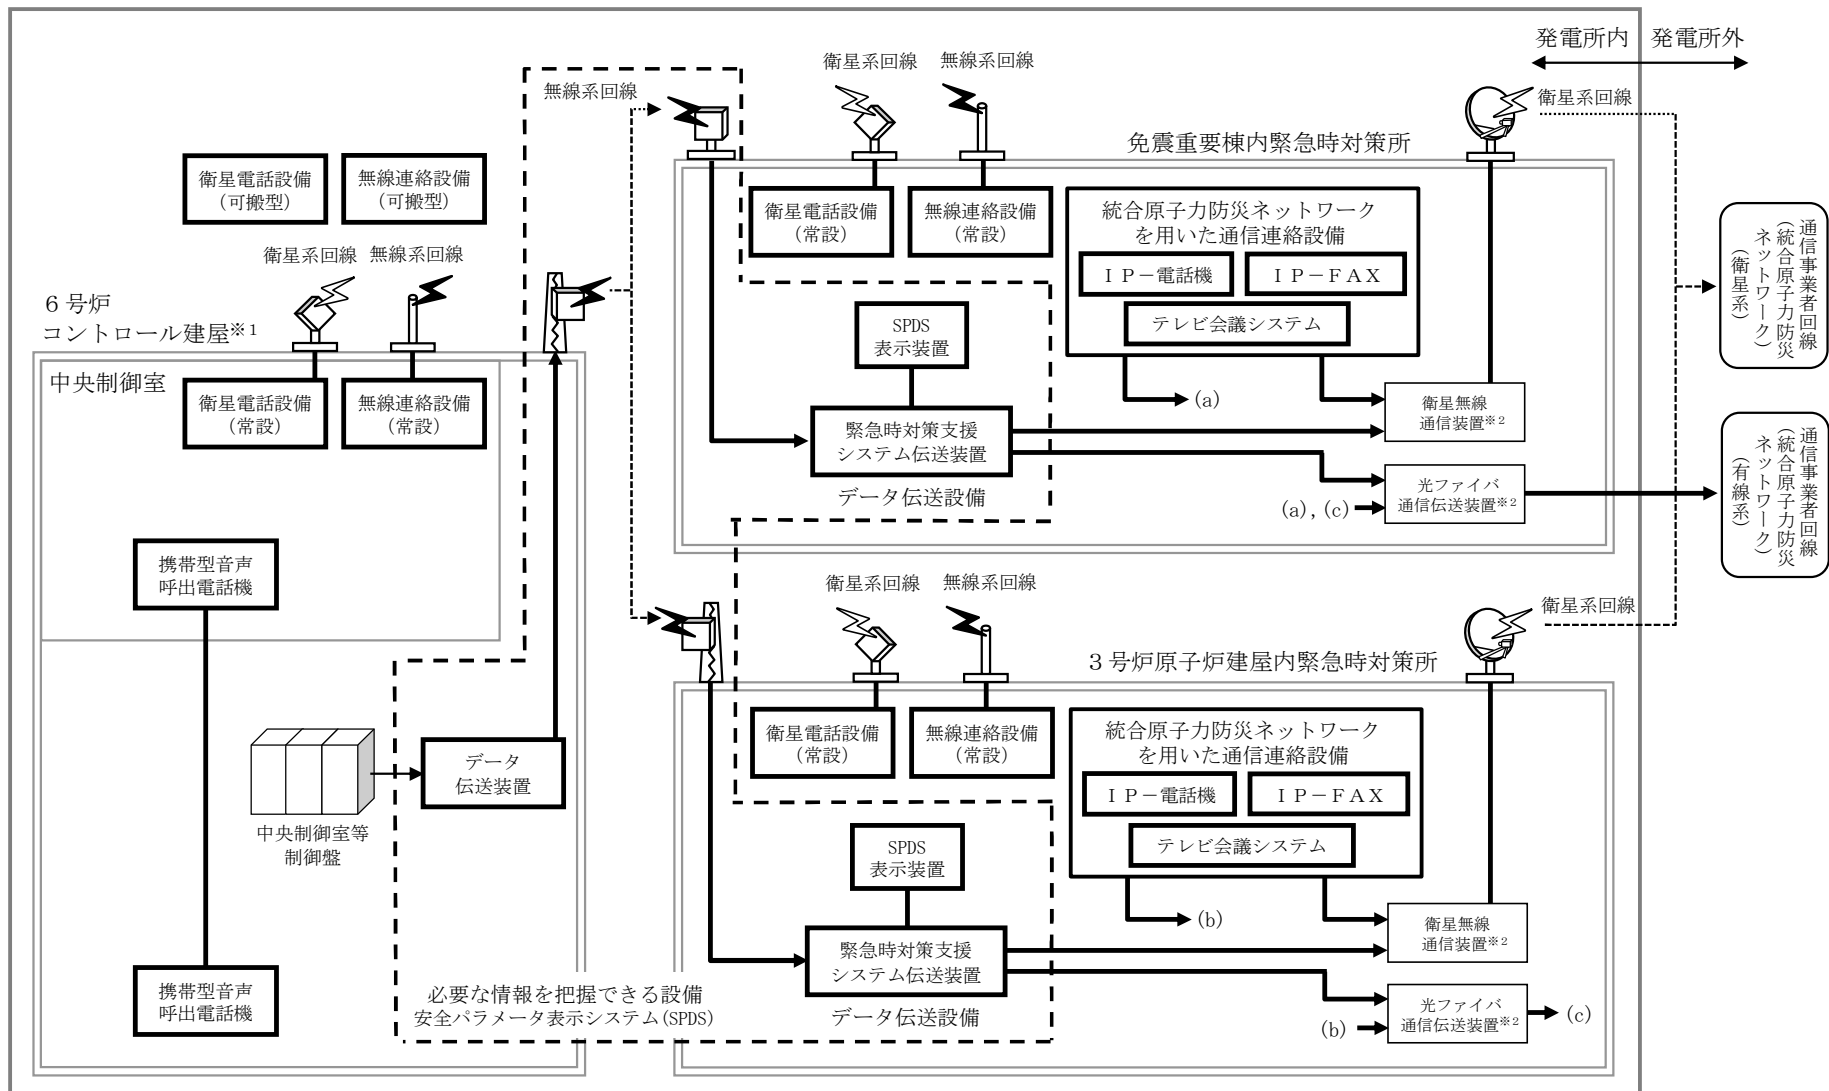 発電所内
発電所外
無線系回線
衛星系回線
無線系回線
衛星系回線
免震重要棟内緊急時対策所
衛星電話設備
(可搬型)
無線連絡設備
(可搬型)
衛星系回線
無線系回線
6号炉
コントロール建屋※1
中央制御室
衛星電話設備
(常設)
無線連絡設備
(常設)
携帯型音声
呼出電話機
中央制御室等
制御盤
データ
伝送装置
携帯型音声
呼出電話機
必要な情報を把握できる設備
安全パラメータ表示システム(SPDS)
衛星電話設備
(常設)
無線連絡設備
(常設)
統合原子力防災ネットワーク
を用いた通信連絡設備
IP-電話機
IP-FAX
テレビ会議システム
SPDS
表示装置
(a)
衛星無線
通信装置※2
緊急時対策支援
システム伝送装置
データ伝送設備
光ファイバ
通信伝送装置※2
(a),(c)
通信事業者回線
(統合原子力防災
ネットワーク)
(衛星系)
通信事業者回線
(統合原子力防災
ネットワーク)
(有線系)
衛星系回線
無線系回線
衛星系回線
3号炉原子炉建屋内緊急時対策所
衛星電話設備
(常設)
無線連絡設備
(常設)
統合原子力防災ネットワーク
を用いた通信連絡設備
IP-電話機
IP-FAX
テレビ会議システム
SPDS
表示装置
(b)
衛星無線
通信装置※2
緊急時対策支援
システム伝送装置
データ伝送設備
光ファイバ
通信伝送装置※2
(b)
(c)